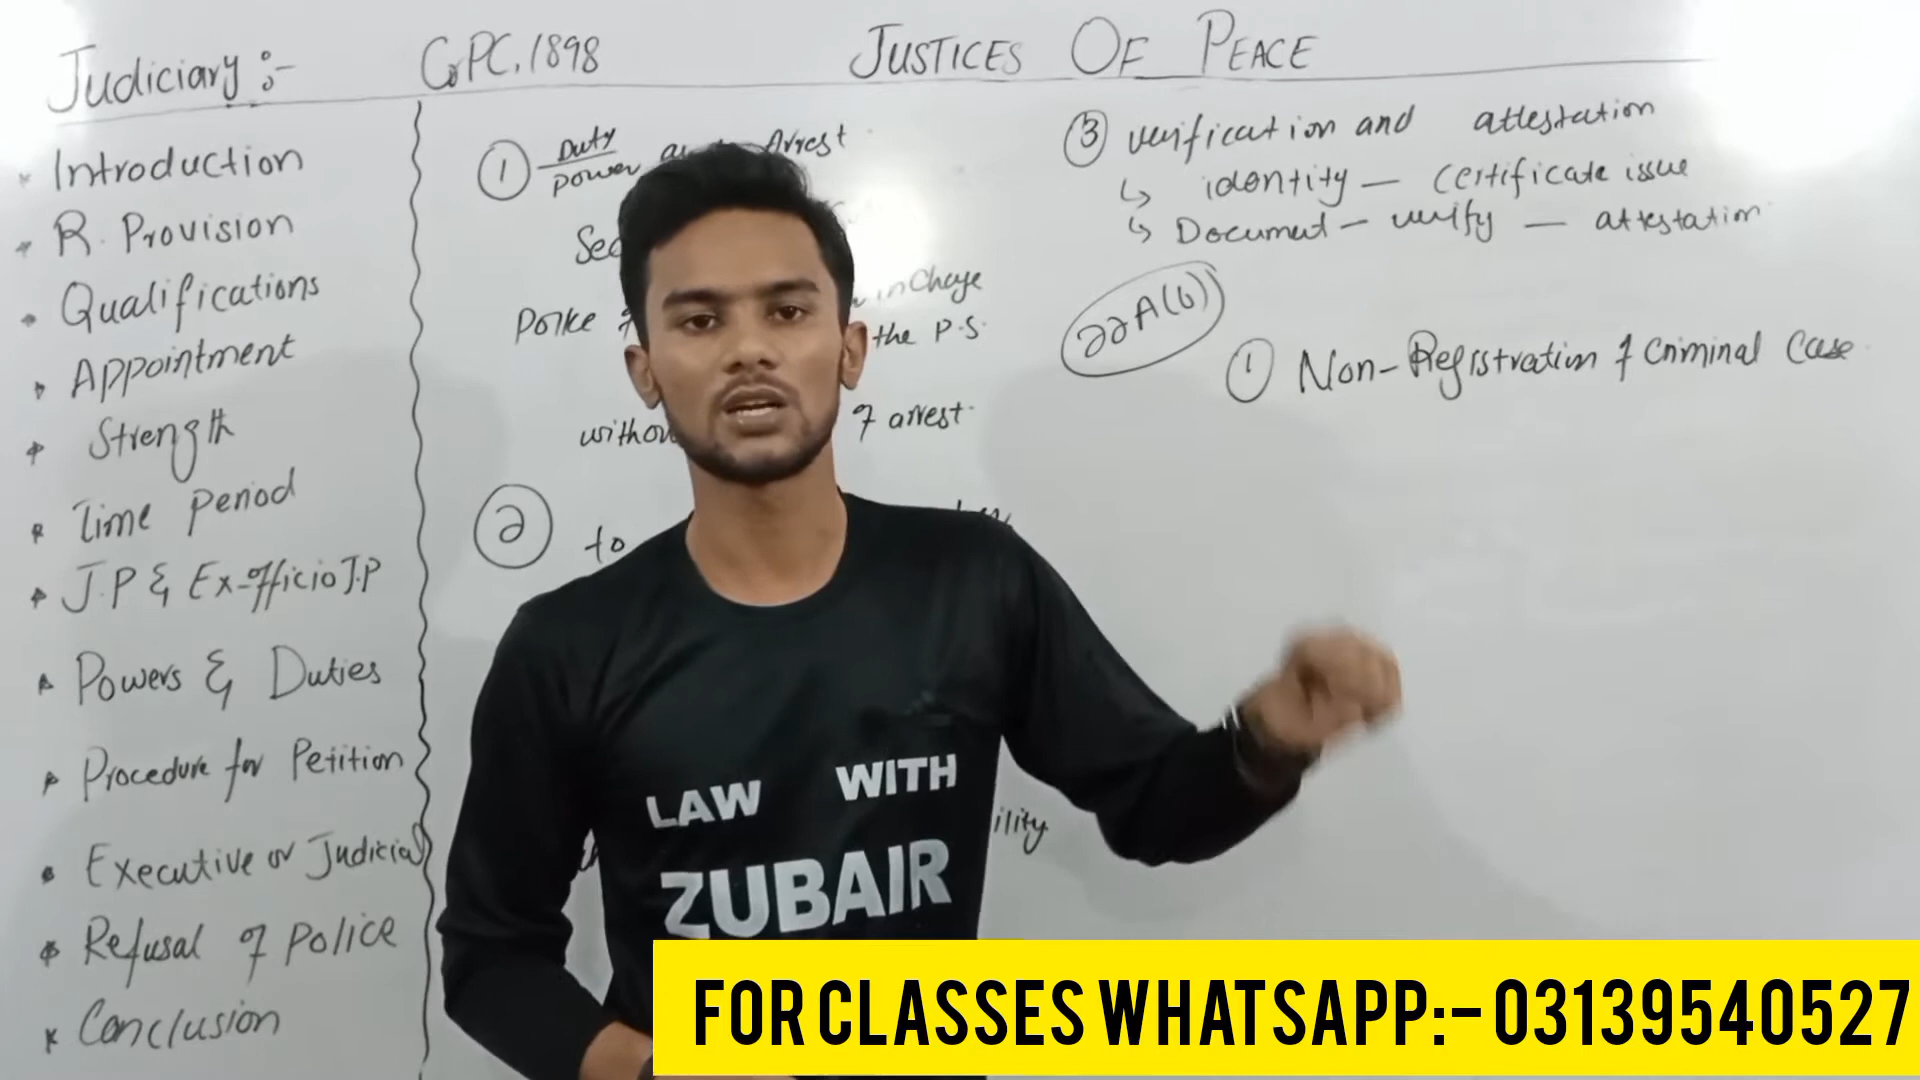 Judiciary :-
CrPC, 1898
JUSTICES OF PEACE
Introduction
R. Provision
Qualifications
Appointment
Strength
Time Period
J.P & Ex-officio J.P
Powers & Duties
Procedure for Petition
Executive or Judicial
Refusal of police
Conclusion
① Duty
power Arrest
in Charge
the P.S.
of arrest.
②
to
ility
③ verification and attestation
↳ identity — certificate issue
↳ Document — verify — attestation
22A(6)
① Non-Registration of Criminal Case
LAW WITH
ZUBAIR
FOR CLASSES WHATSAPP:- 03139540527